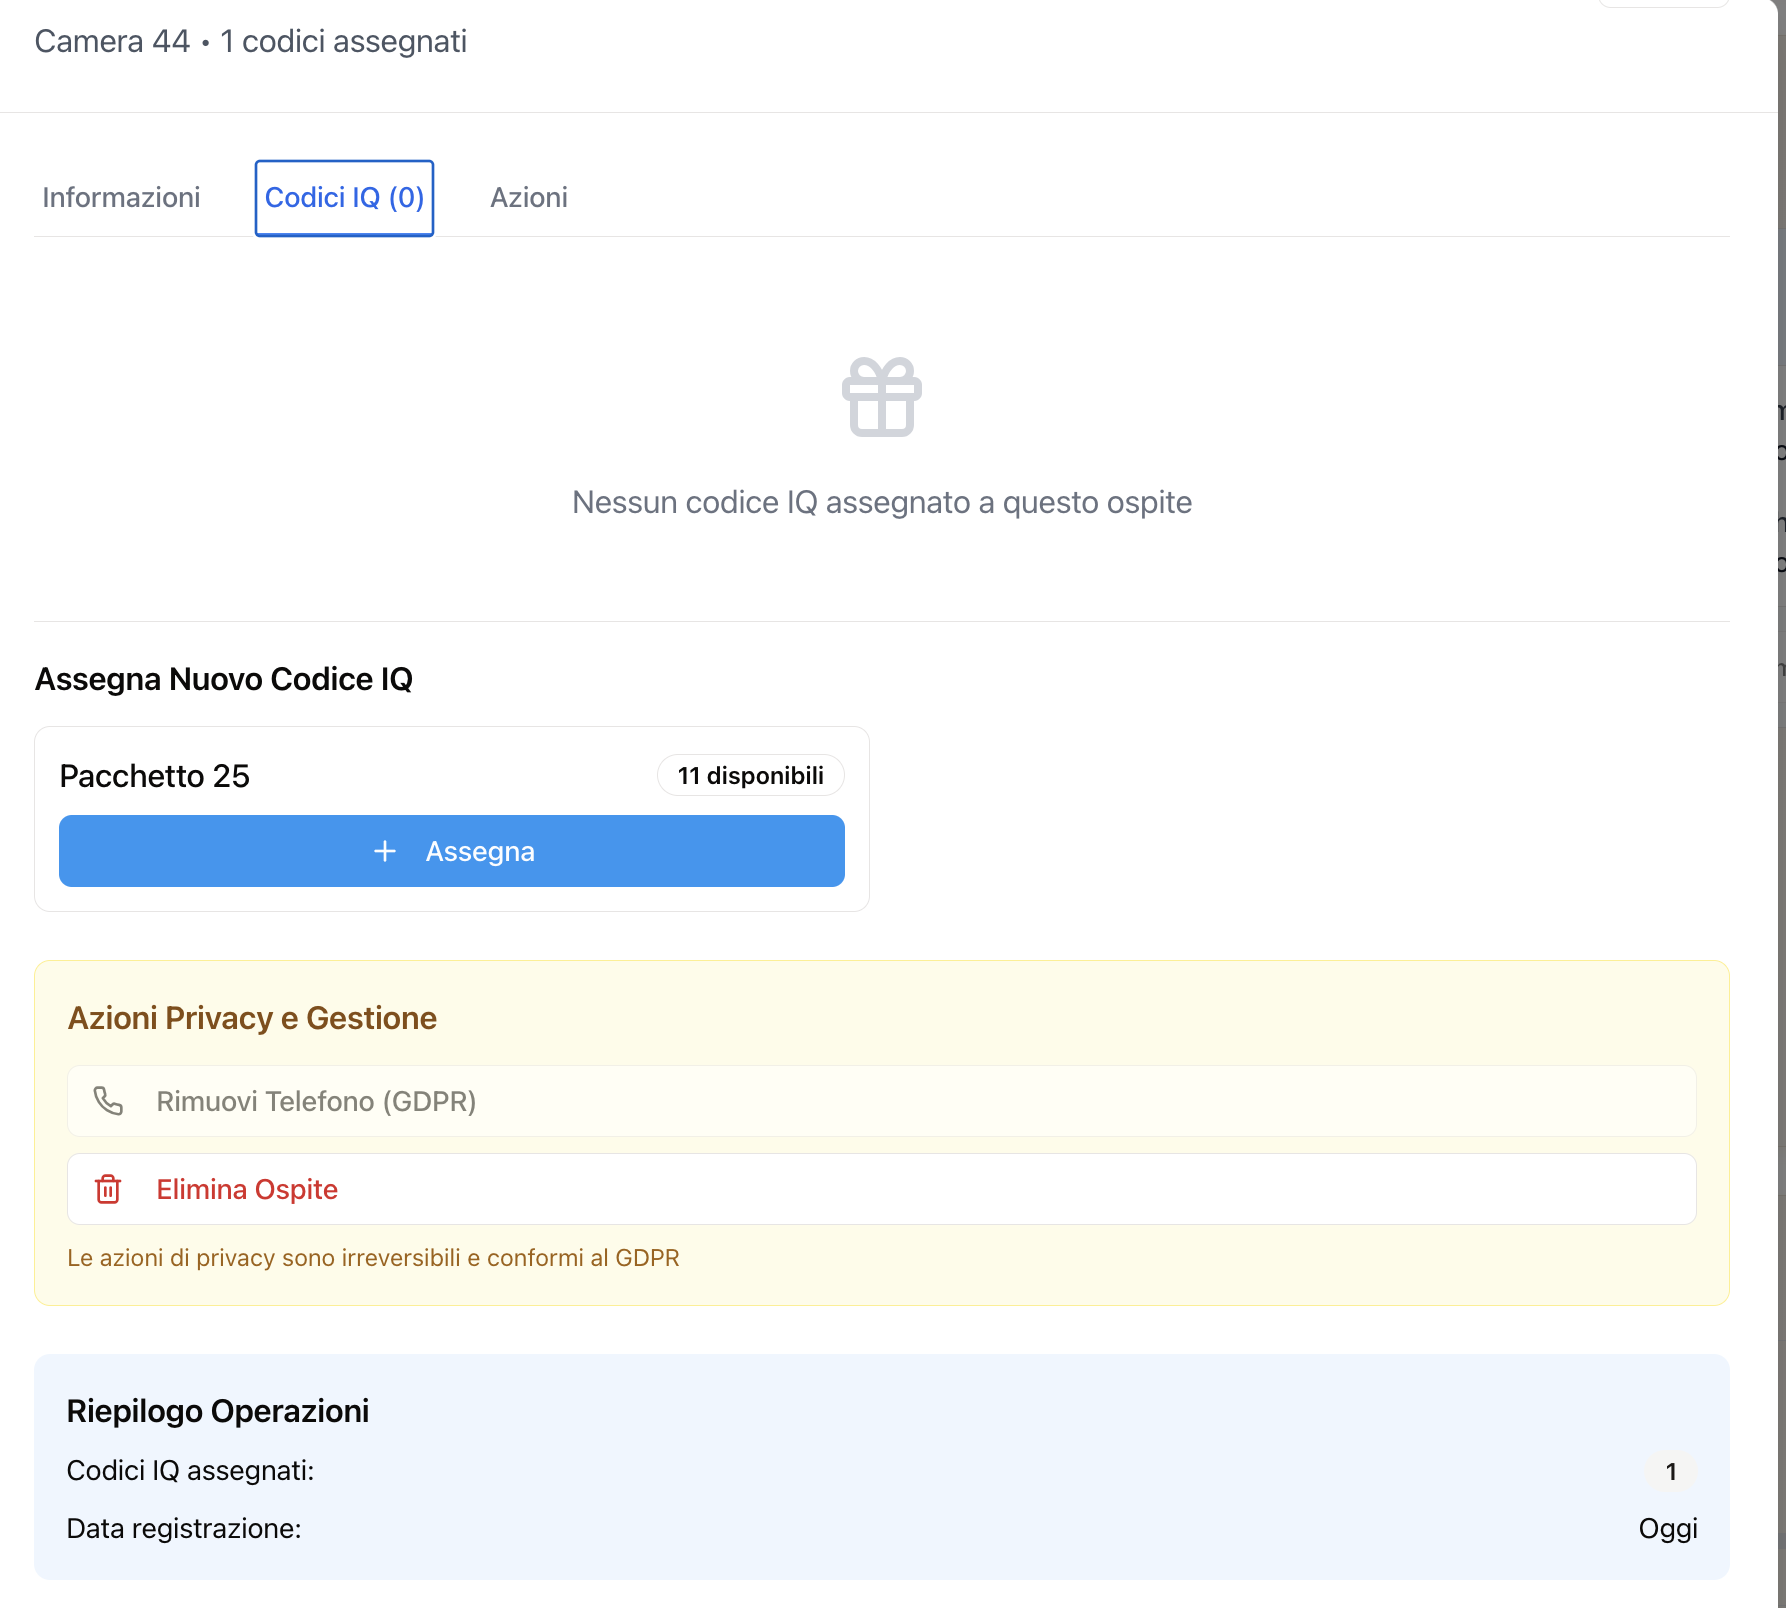 Camera 44 • 1 codici assegnati
Informazioni
Codici IQ (0)
Azioni
Nessun codice IQ assegnato a questo ospite
Assegna Nuovo Codice IQ
Pacchetto 25
11 disponibili
+ Assegna
Azioni Privacy e Gestione
Rimuovi Telefono (GDPR)
Elimina Ospite
Le azioni di privacy sono irreversibili e conformi al GDPR
Riepilogo Operazioni
Codici IQ assegnati:
1
Data registrazione:
Oggi